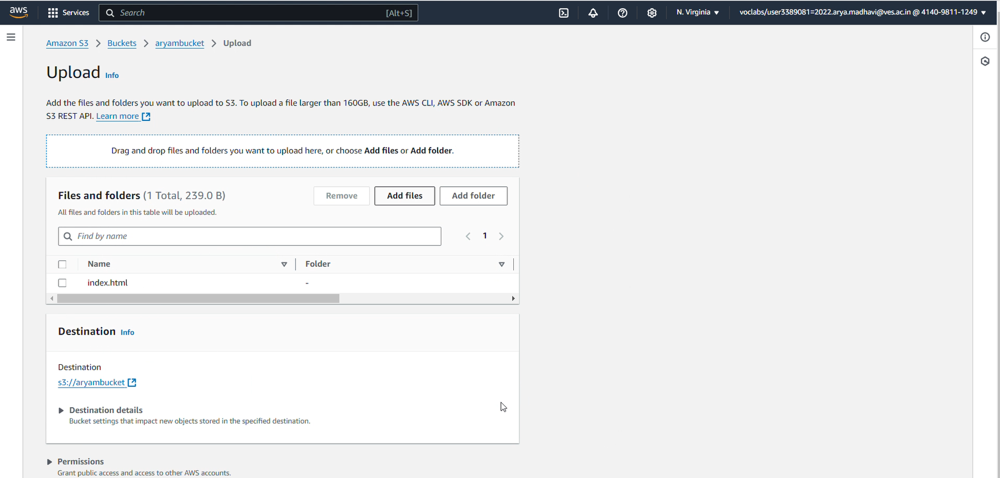 aws
Services
Search
[Alt+S]
N. Virginia
voclabs/user3389081=2022.arya.madhavi@ves.ac.in @ 4140-9811-1249
Amazon S3 > Buckets > aryambucket > Upload
Upload Info
Add the files and folders you want to upload to S3. To upload a file larger than 160GB, use the AWS CLI, AWS SDK or Amazon
S3 REST API. Learn more
Drag and drop files and folders you want to upload here, or choose Add files or Add folder.
Files and folders (1 Total, 239.0 B)
Remove
Add files
Add folder
All files and folders in this table will be uploaded.
Find by name
1
Name
Folder
index.html
-
Destination Info
Destination
s3://aryambucket
Destination details
Bucket settings that impact new objects stored in the specified destination.
Permissions
Grant public access and access to other AWS accounts.